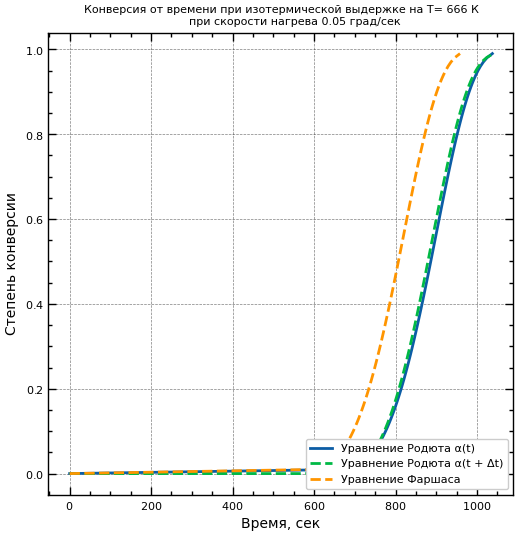 Конверсия от времени при изотермической выдержке на T= 666 K
при скорости нагрева 0.05 град/сек
1.0
0.8
0.6
0.4
0.2
0.0
Степень конверсии
Уравнение Родюта α(t)
Уравнение Родюта α(t + Δt)
Уравнение Фаршаса
0 200 400 600 800 1000
Время, сек